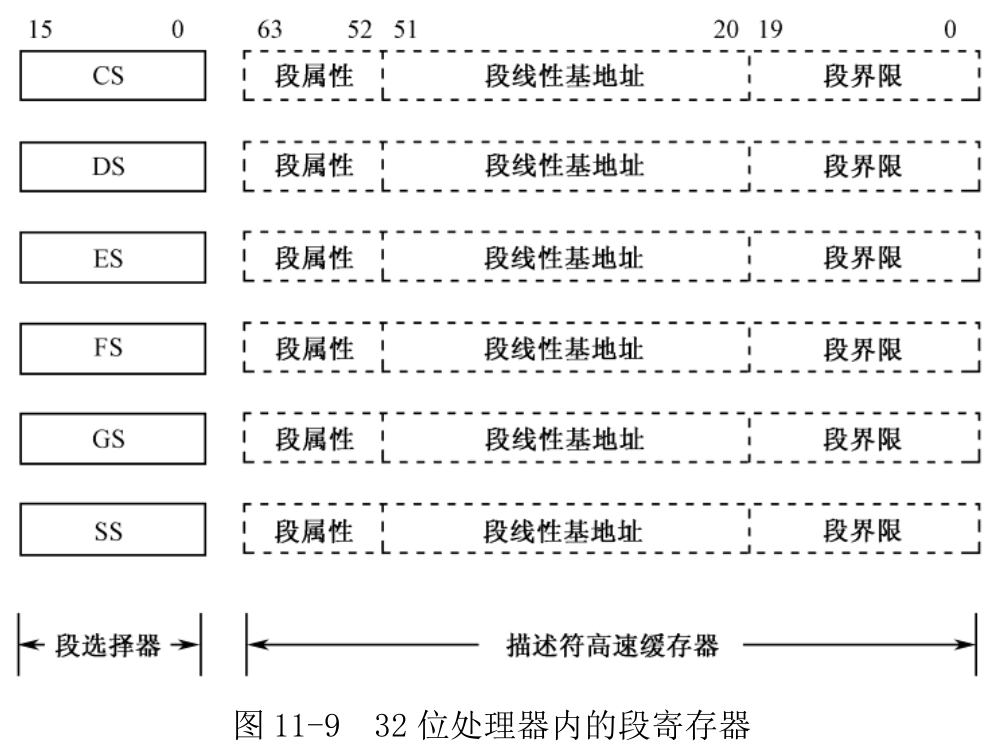 15 0 63 52 51 20 19 0
CS 段属性 段线性基地址 段界限
DS 段属性 段线性基地址 段界限
ES 段属性 段线性基地址 段界限
FS 段属性 段线性基地址 段界限
GS 段属性 段线性基地址 段界限
SS 段属性 段线性基地址 段界限
段选择器 描述符高速缓存器
图 11-9 32 位处理器内的段寄存器